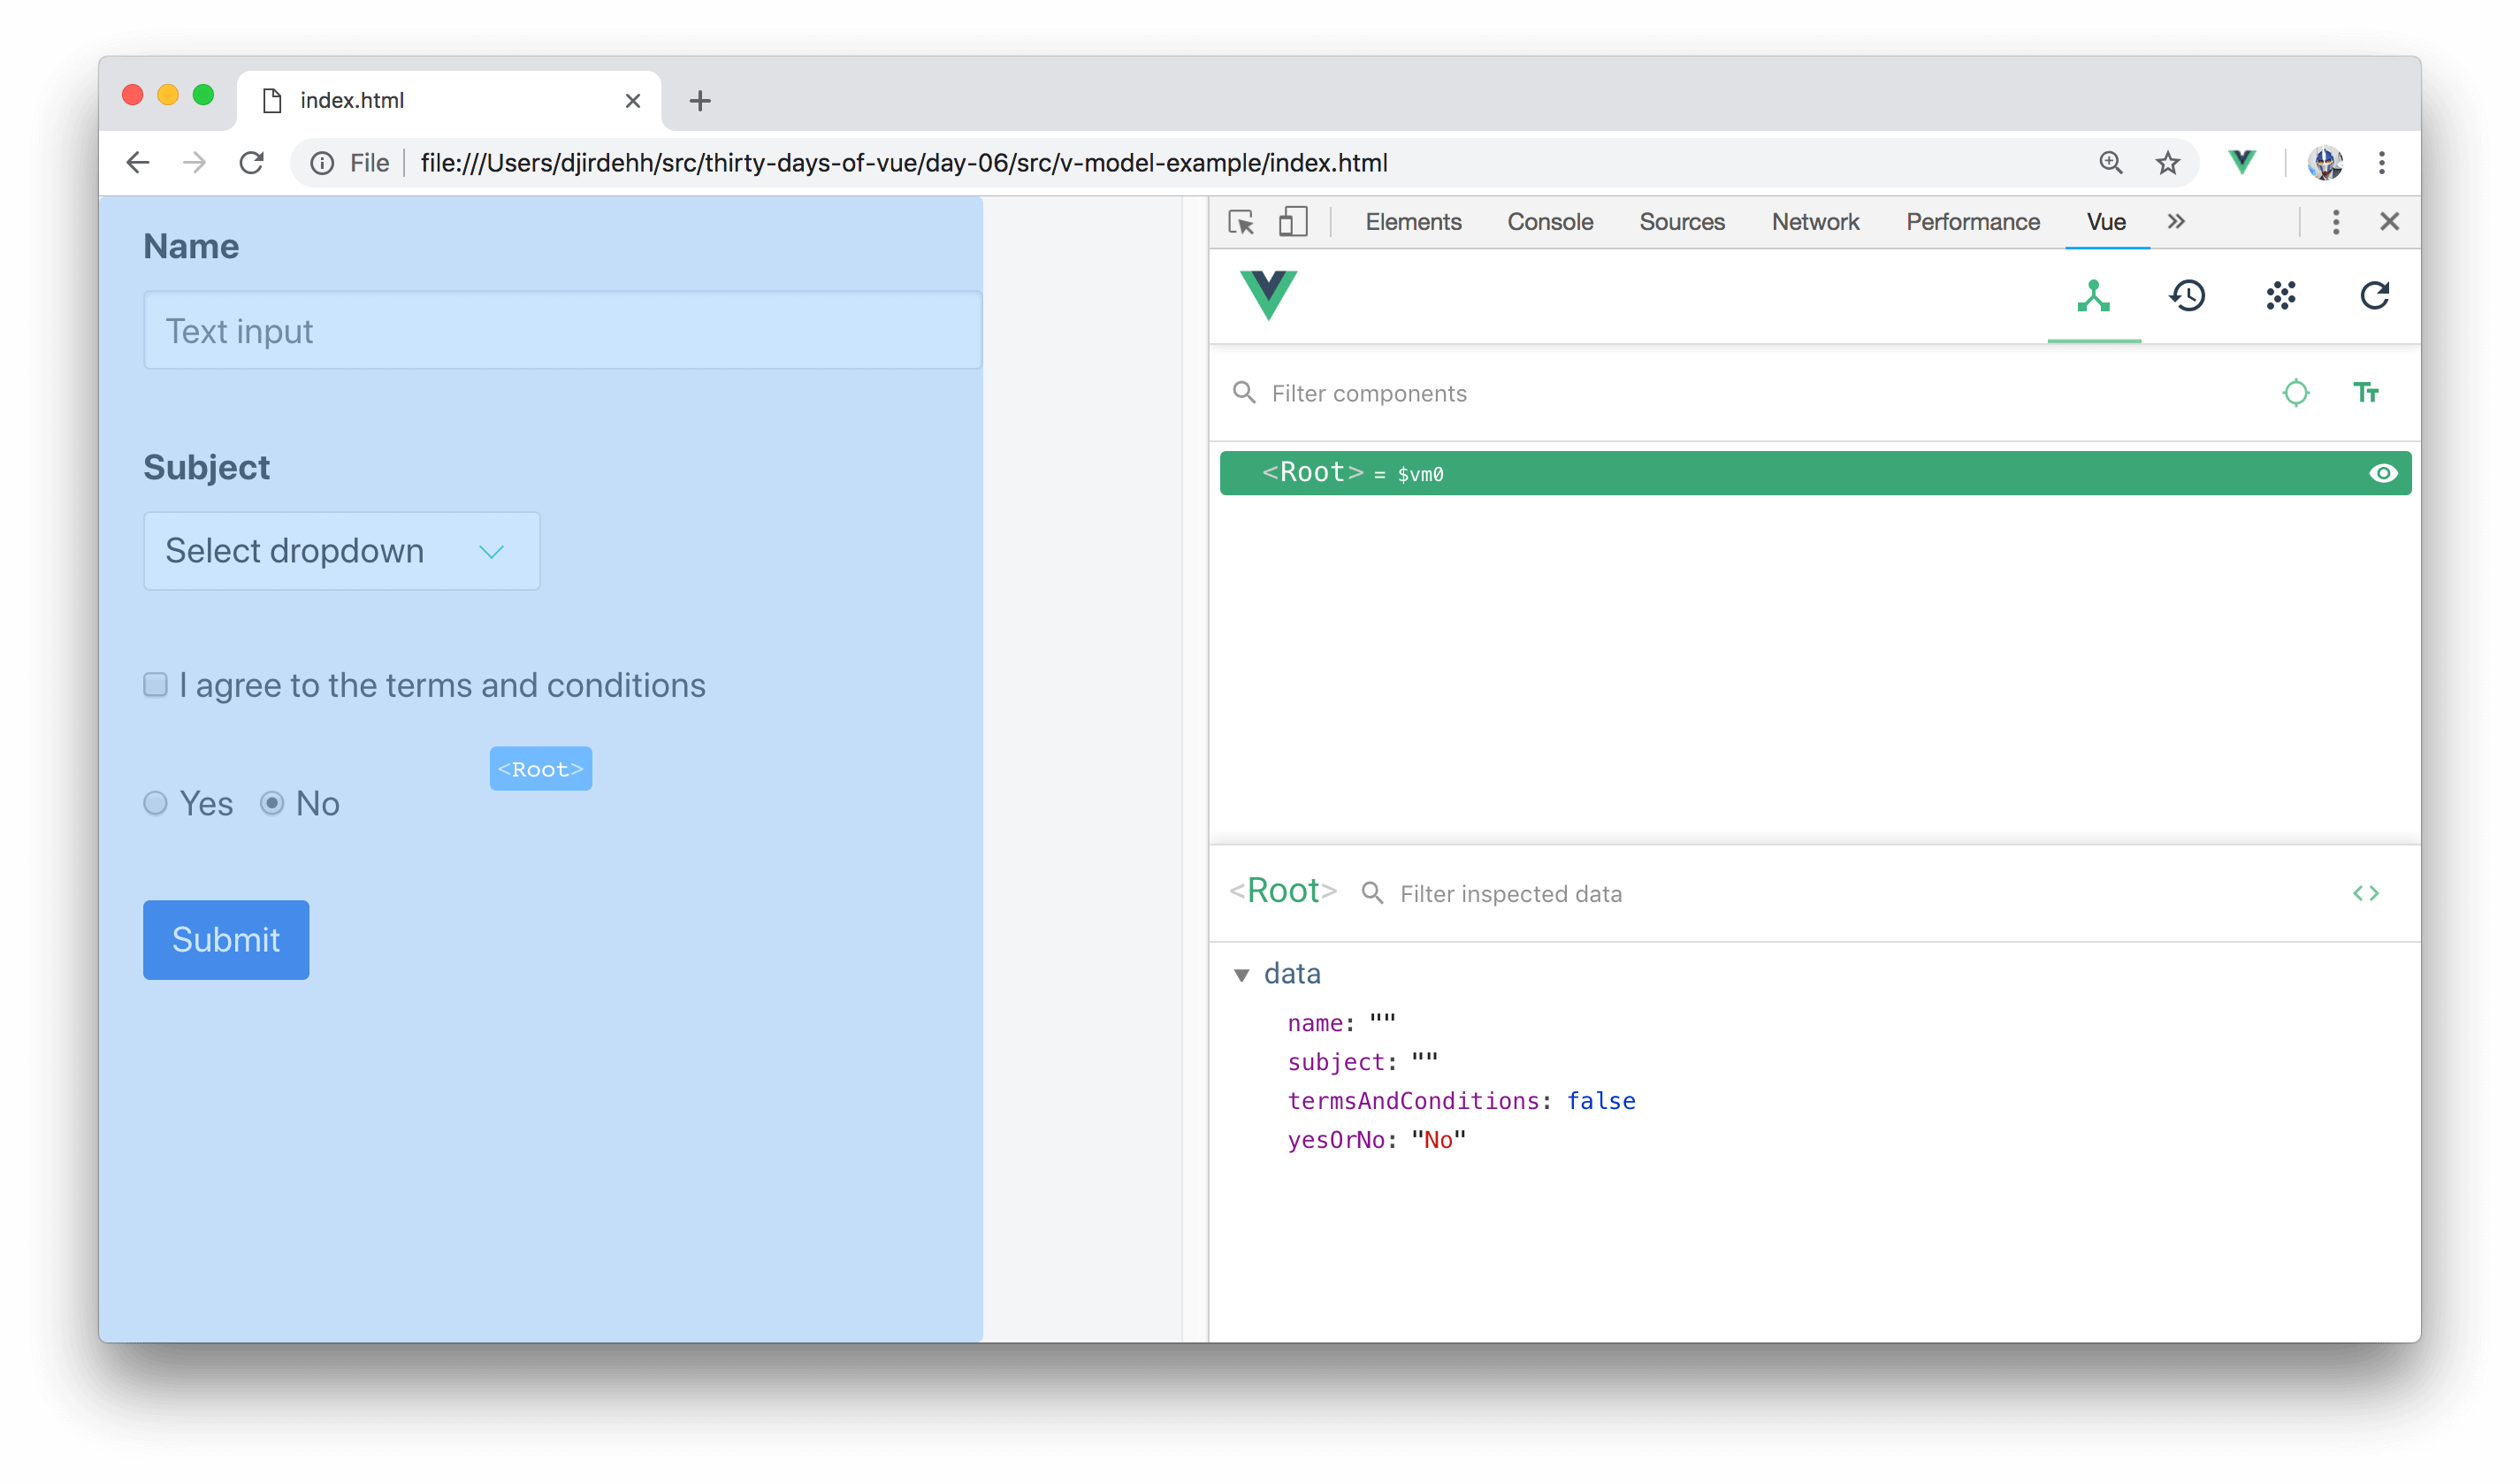 index.html
File file:///Users/djirdehh/src/thirty-days-of-vue/day-06/src/v-model-example/index.html
Name
Text input
Subject
Select dropdown
I agree to the terms and conditions
<Root>
Yes No
Submit
Elements Console Sources Network Performance Vue »
Filter components Tт
<Root> = $vm0
<Root> Filter inspected data <>
data
name: ""
subject: ""
termsAndConditions: false
yesOrNo: "No"